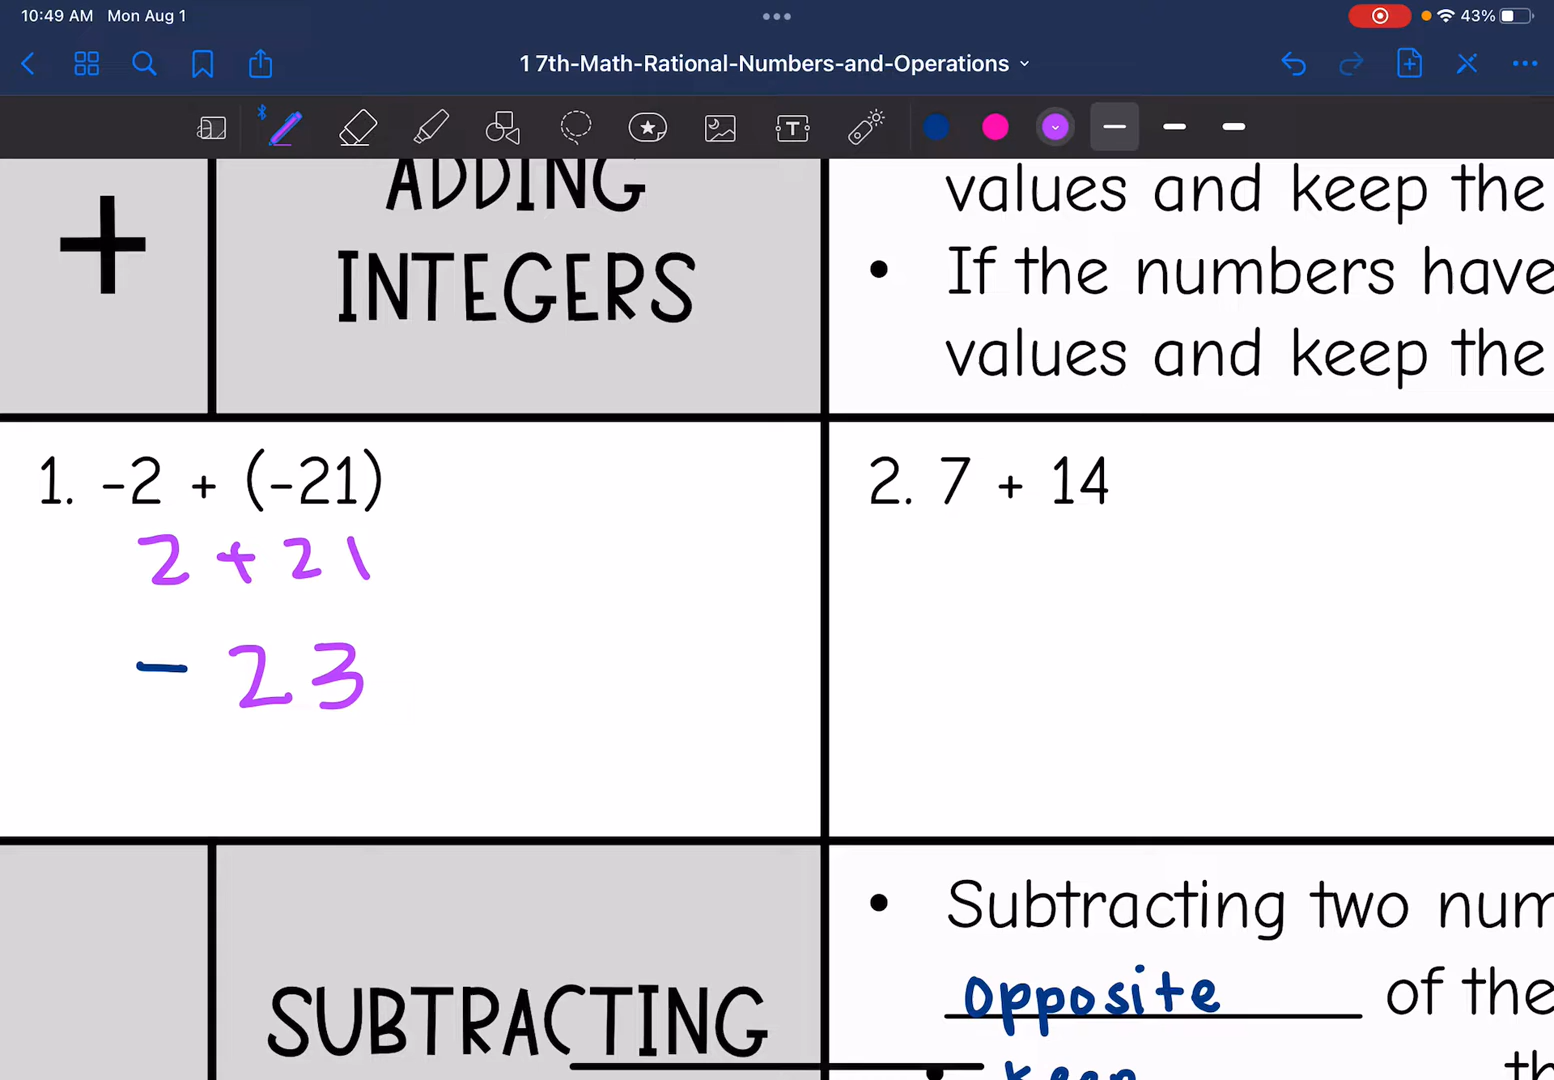 10:49 AM Mon Aug 1
43%
1 7th-Math-Rational-Numbers-and-Operations
T
+
ADDING
INTEGERS
values and keep the
• If the numbers have
values and keep the
1. -2 + (-21)
2 + 21
- 23
2. 7 + 14
SUBTRACTING
• Subtracting two num
opposite of the
• keep th